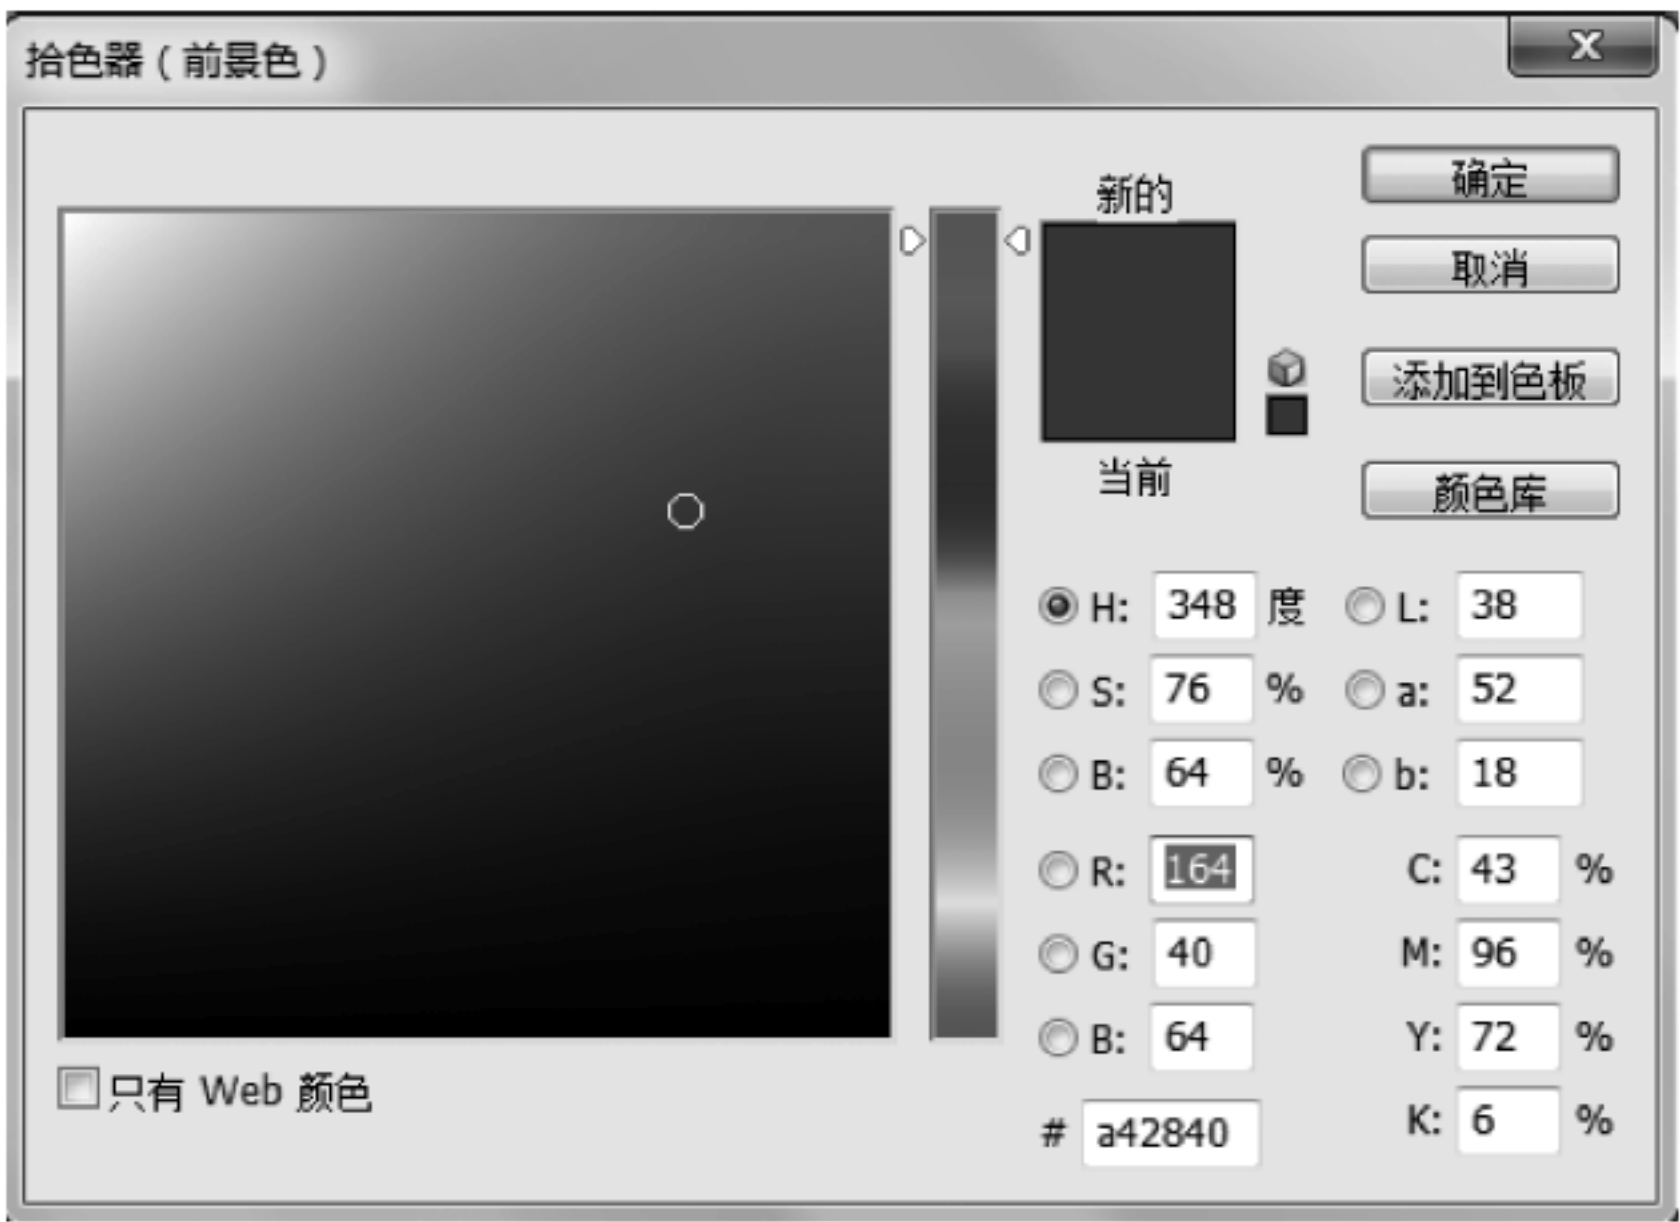 拾色器（前景色）
x
确定
新的
取消
添加到色板
当前
颜色库
H: 348 度
L: 38
S: 76 %
a: 52
B: 64 %
b: 18
R: 164
C: 43 %
G: 40
M: 96 %
B: 64
Y: 72 %
# a42840
K: 6 %
只有 Web 颜色